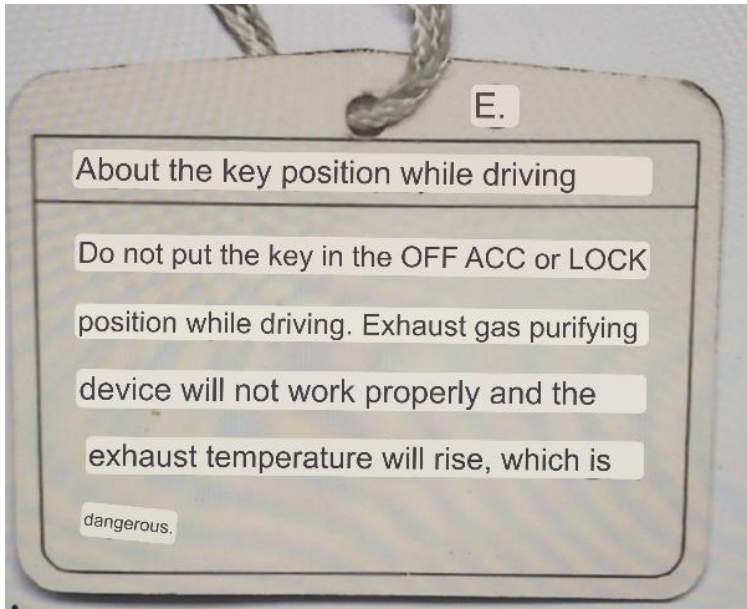 E.
About the key position while driving
Do not put the key in the OFF ACC or LOCK
position while driving. Exhaust gas purifying
device will not work properly and the
exhaust temperature will rise, which is
dangerous.